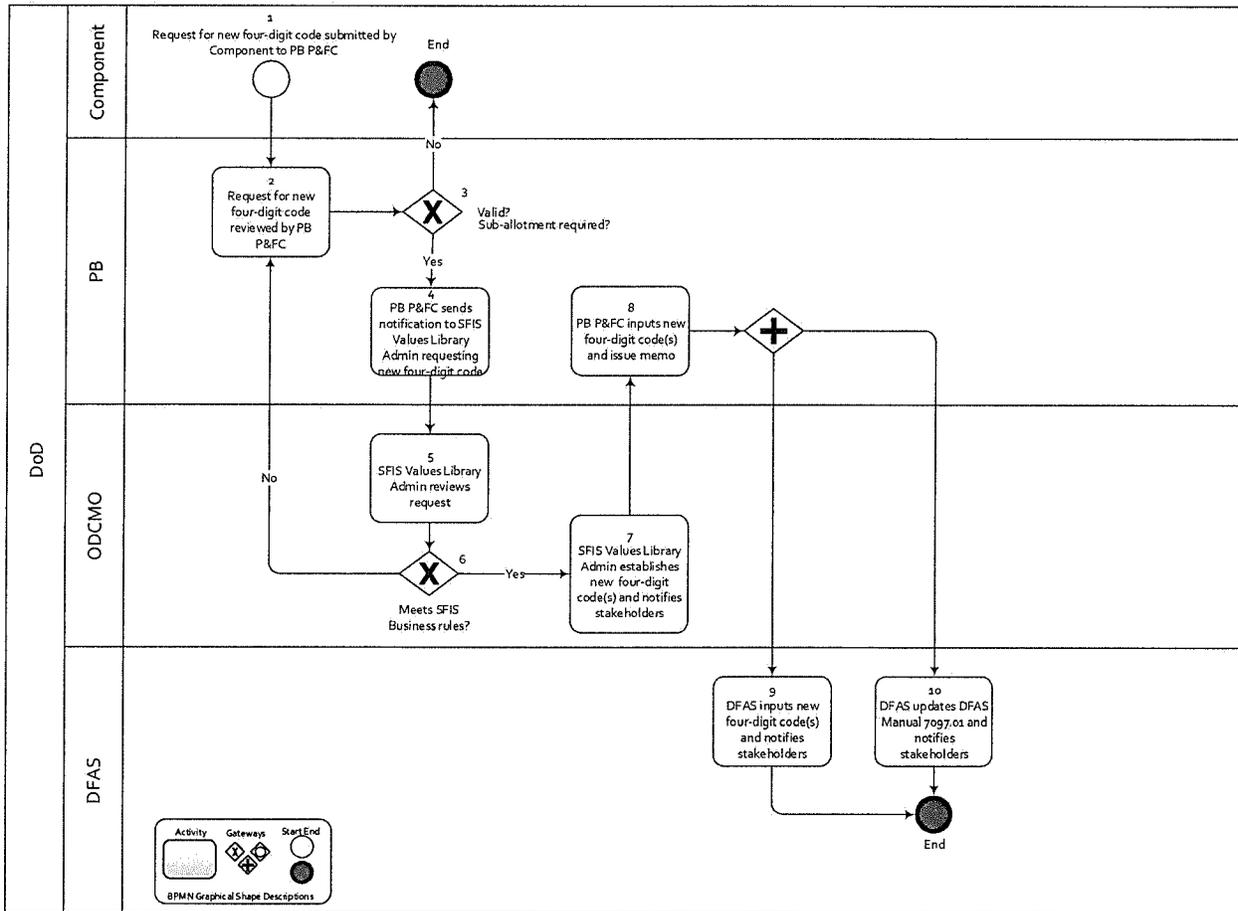 DoD
Component
1
Request for new four-digit code submitted by
Component to PB P&FC
End
No
PB
2
Request for new
four-digit code
reviewed by PB
P&FC
3
Valid?
Sub-allotment required?
Yes
4
PB P&FC sends
notification to SFIS
Values Library
Admin requesting
new four-digit code
8
PB P&FC inputs new
four-digit code(s)
and issue memo
ODCMO
No
5
SFIS Values Library
Admin reviews
request
6
Meets SFIS
Business rules?
Yes
7
SFIS Values Library
Admin establishes
new four-digit
code(s) and notifies
stakeholders
DFAS
9
DFAS inputs new
four-digit code(s)
and notifies
stakeholders
10
DFAS updates DFAS
Manual 7097.01 and
notifies
stakeholders
End
Activity
Gateways
Start End
BPMN Graphical Shape Descriptions